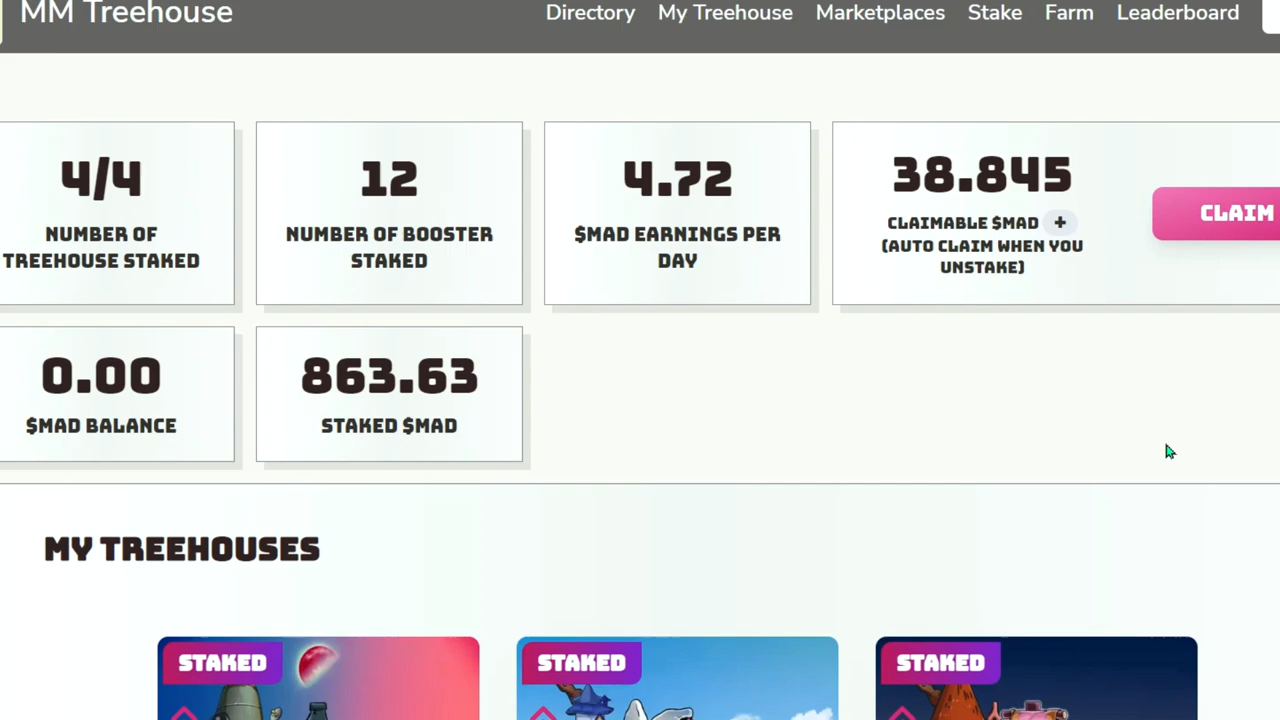 MM Treehouse
Directory My Treehouse Marketplaces Stake Farm Leaderboard
4/4
NUMBER OF
TREEHOUSE STAKED
12
NUMBER OF BOOSTER
STAKED
4.72
$MAD EARNINGS PER
DAY
38.845
CLAIMABLE $MAD +
(AUTO CLAIM WHEN YOU
UNSTAKE)
CLAIM
0.00
$MAD BALANCE
863.63
STAKED $MAD
MY TREEHOUSES
STAKED
STAKED
STAKED